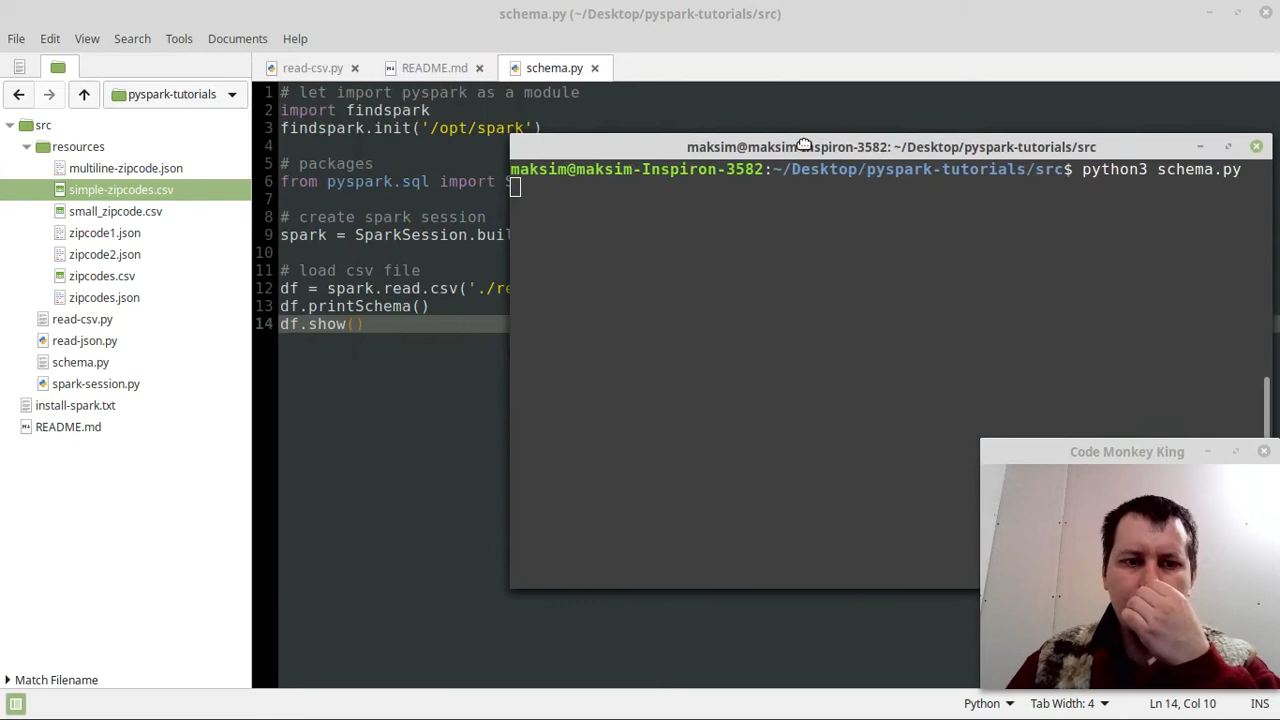 schema.py (~/Desktop/pyspark-tutorials/src)
File Edit View Search Tools Documents Help
read-csv.py README.md schema.py
pyspark-tutorials
src
resources
multiline-zipcode.json
simple-zipcodes.csv
small_zipcode.csv
zipcode1.json
zipcode2.json
zipcodes.csv
zipcodes.json
read-csv.py
read-json.py
schema.py
spark-session.py
install-spark.txt
README.md
Match Filename
1 # let import pyspark as a module
2 import findspark
3 findspark.init('/opt/spark')
4
5 # packages
6 from pyspark.sql import S
7
8 # create spark session
9 spark = SparkSession.buil
10
11 # load csv file
12 df = spark.read.csv('./re
13 df.printSchema()
14 df.show()
maksim@maksim-Inspiron-3582: ~/Desktop/pyspark-tutorials/src
maksim@maksim-Inspiron-3582:~/Desktop/pyspark-tutorials/src$ python3 schema.py
Code Monkey King
Python Tab Width: 4 Ln 14, Col 10 INS